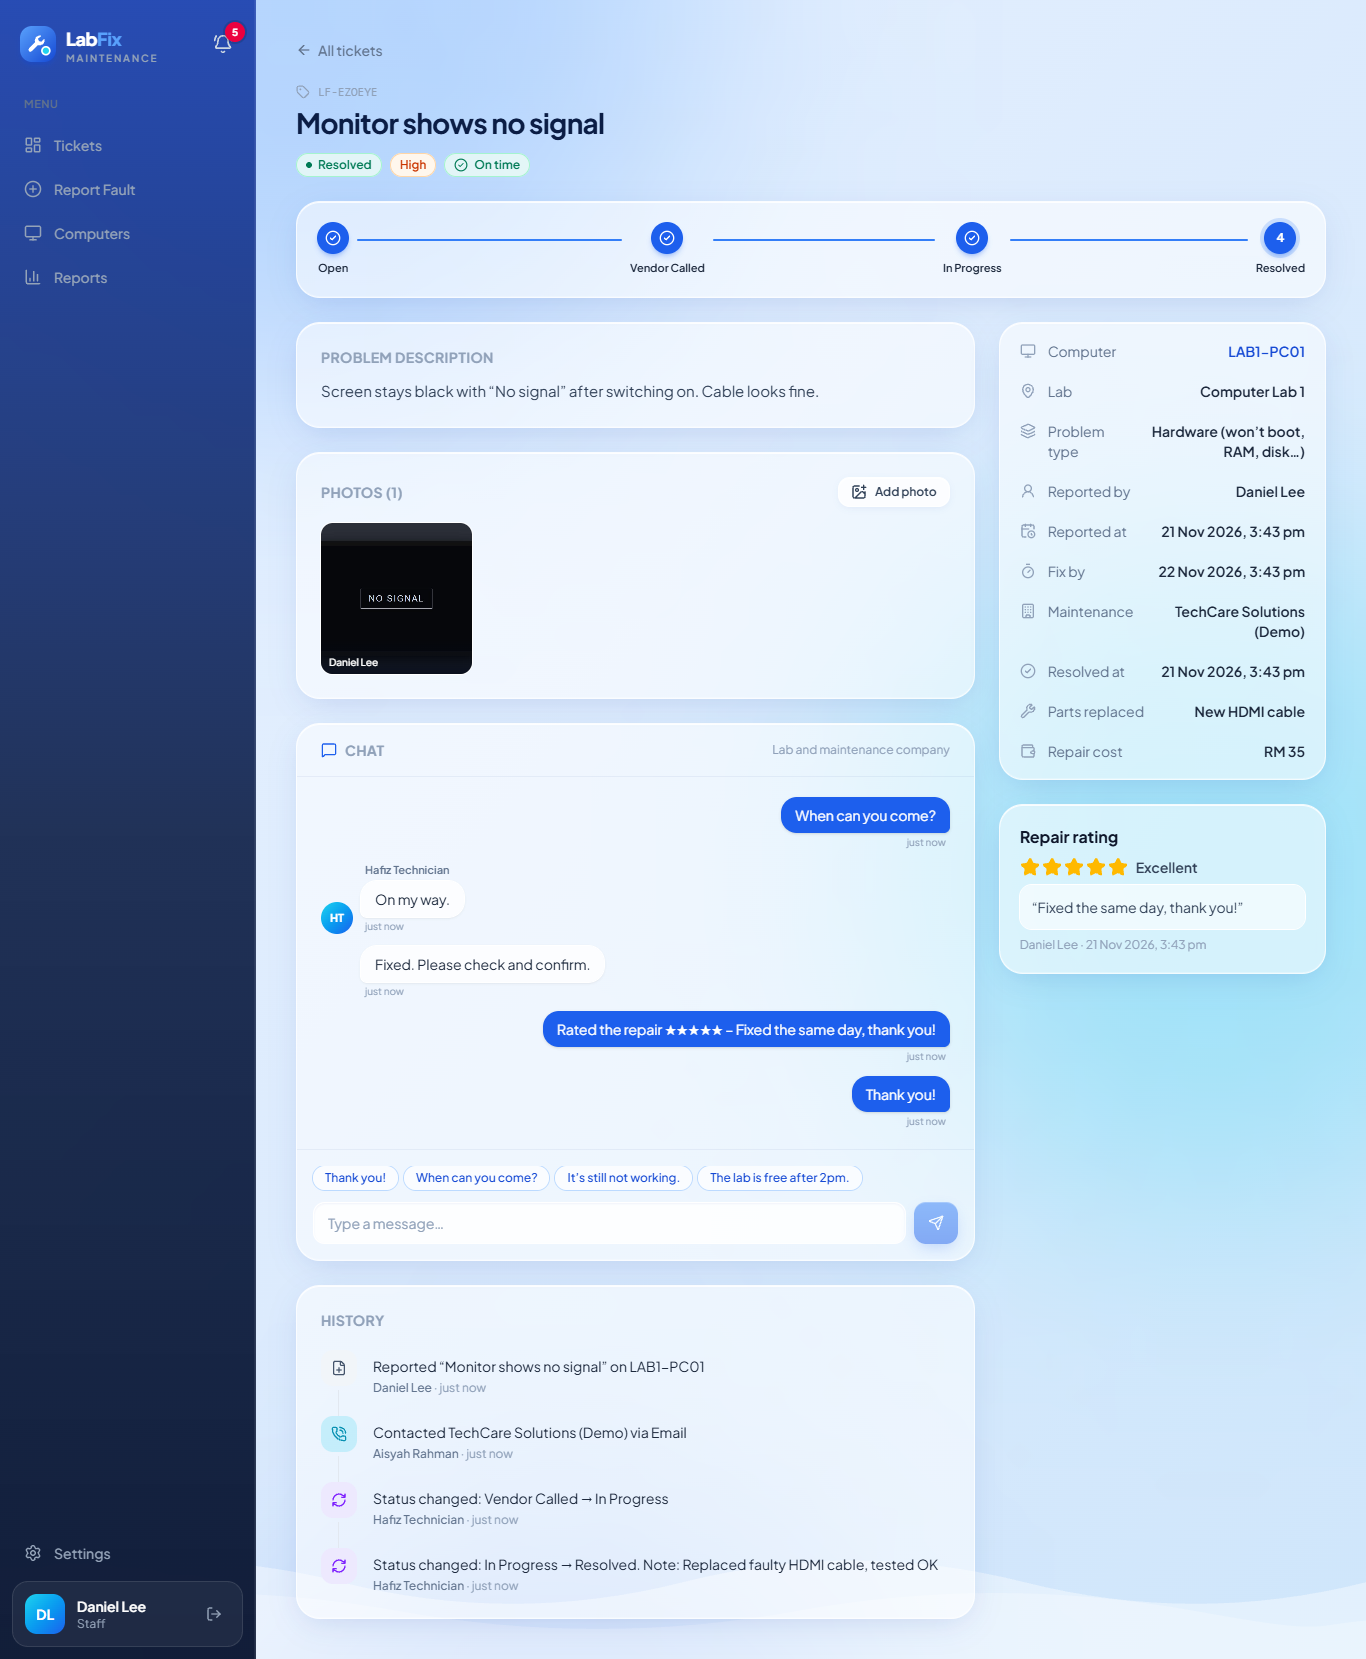 LabFix
MAINTENANCE
5
MENU
Tickets
Report Fault
Computers
Reports
Settings
DL
Daniel Lee
Staff
All tickets
LF-EZOEYE
Monitor shows no signal
Resolved
High
On time
Open
Vendor Called
In Progress
4
Resolved
PROBLEM DESCRIPTION
Screen stays black with “No signal” after switching on. Cable looks fine.
PHOTOS (1)
Add photo
NO SIGNAL
Daniel Lee
CHAT
Lab and maintenance company
When can you come?
just now
Hafiz Technician
HT
On my way.
just now
Fixed. Please check and confirm.
just now
Rated the repair ★★★★★ – Fixed the same day, thank you!
just now
Thank you!
just now
Thank you!
When can you come?
It’s still not working.
The lab is free after 2pm.
Type a message…
HISTORY
Reported “Monitor shows no signal” on LAB1-PC01
Daniel Lee · just now
Contacted TechCare Solutions (Demo) via Email
Aisyah Rahman · just now
Status changed: Vendor Called → In Progress
Hafiz Technician · just now
Status changed: In Progress → Resolved. Note: Replaced faulty HDMI cable, tested OK
Hafiz Technician · just now
Computer
LAB1-PC01
Lab
Computer Lab 1
Problem
type
Hardware (won’t boot,
RAM, disk…)
Reported by
Daniel Lee
Reported at
21 Nov 2026, 3:43 pm
Fix by
22 Nov 2026, 3:43 pm
Maintenance
TechCare Solutions
(Demo)
Resolved at
21 Nov 2026, 3:43 pm
Parts replaced
New HDMI cable
Repair cost
RM 35
Repair rating
Excellent
“Fixed the same day, thank you!”
Daniel Lee · 21 Nov 2026, 3:43 pm